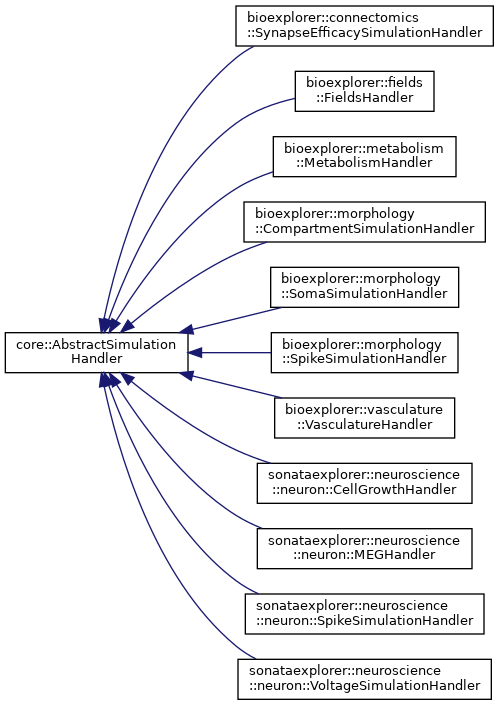 bioexplorer::connectomics
::SynapseEfficacySimulationHandler
bioexplorer::fields
::FieldsHandler
bioexplorer::metabolism
::MetabolismHandler
bioexplorer::morphology
::CompartmentSimulationHandler
bioexplorer::morphology
::SomaSimulationHandler
core::AbstractSimulation
Handler
bioexplorer::morphology
::SpikeSimulationHandler
bioexplorer::vasculature
::VasculatureHandler
sonataexplorer::neuroscience
::neuron::CellGrowthHandler
sonataexplorer::neuroscience
::neuron::MEGHandler
sonataexplorer::neuroscience
::neuron::SpikeSimulationHandler
sonataexplorer::neuroscience
::neuron::VoltageSimulationHandler